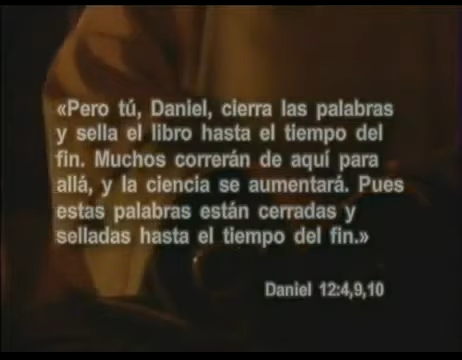 «Pero tú, Daniel, cierra las palabras
y sella el libro hasta el tiempo del
fin. Muchos correrán de aquí para
allá, y la ciencia se aumentará. Pues
estas palabras están cerradas y
selladas hasta el tiempo del fin.»
Daniel 12:4,9,10